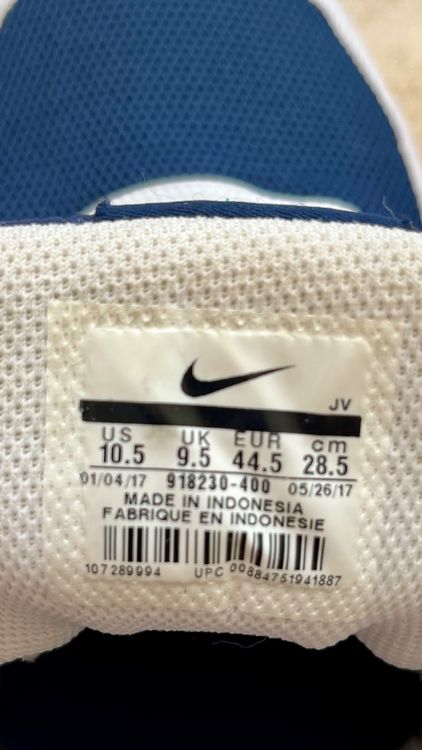 JV
US UK EUR cm
10.5 9.5 44.5 28.5
01/04/17 918230-400 05/26/17
MADE IN INDONESIA
FABRIQUE EN INDONESIE
107289994 UPC 00884751941887